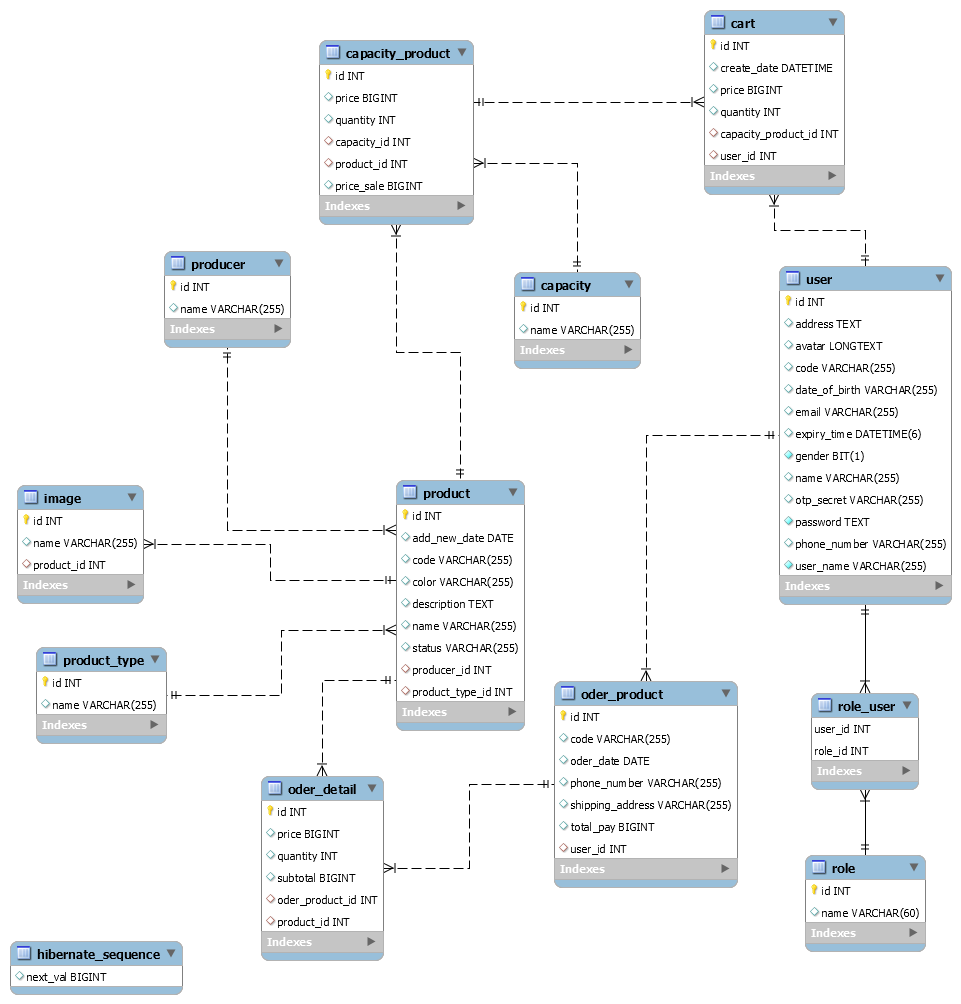 cart
id INT
create_date DATETIME
price BIGINT
quantity INT
capacity_product_id INT
user_id INT
Indexes
capacity_product
id INT
price BIGINT
quantity INT
capacity_id INT
product_id INT
price_sale BIGINT
Indexes
producer
id INT
name VARCHAR(255)
Indexes
capacity
id INT
name VARCHAR(255)
Indexes
user
id INT
address TEXT
avatar LONGTEXT
code VARCHAR(255)
date_of_birth VARCHAR(255)
email VARCHAR(255)
expiry_time DATETIME(6)
gender BIT(1)
name VARCHAR(255)
otp_secret VARCHAR(255)
password TEXT
phone_number VARCHAR(255)
user_name VARCHAR(255)
Indexes
image
id INT
name VARCHAR(255)
product_id INT
Indexes
product
id INT
add_new_date DATE
code VARCHAR(255)
color VARCHAR(255)
description TEXT
name VARCHAR(255)
status VARCHAR(255)
producer_id INT
product_type_id INT
Indexes
product_type
id INT
name VARCHAR(255)
Indexes
oder_product
id INT
code VARCHAR(255)
oder_date DATE
phone_number VARCHAR(255)
shipping_address VARCHAR(255)
total_pay BIGINT
user_id INT
Indexes
role_user
user_id INT
role_id INT
Indexes
oder_detail
id INT
price BIGINT
quantity INT
subtotal BIGINT
oder_product_id INT
product_id INT
Indexes
role
id INT
name VARCHAR(60)
Indexes
hibernate_sequence
next_val BIGINT